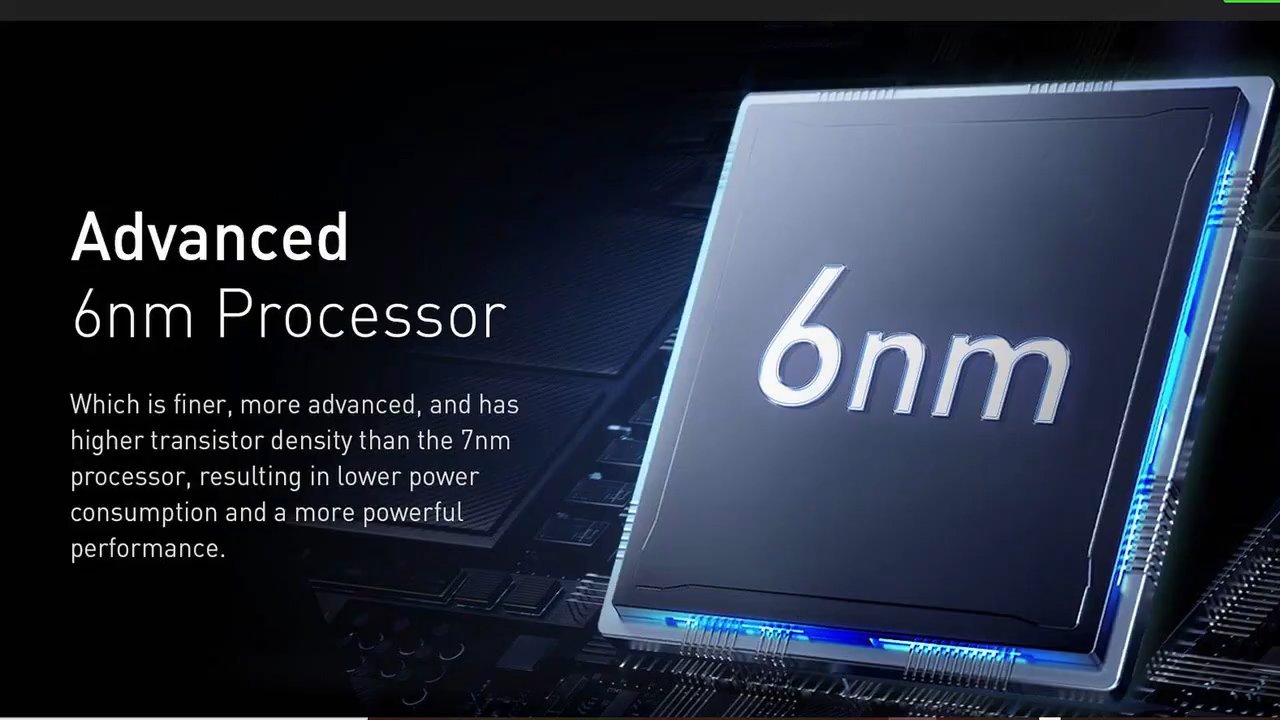 Advanced
6nm Processor
Which is finer, more advanced, and has
higher transistor density than the 7nm
processor, resulting in lower power
consumption and a more powerful
performance.
6nm